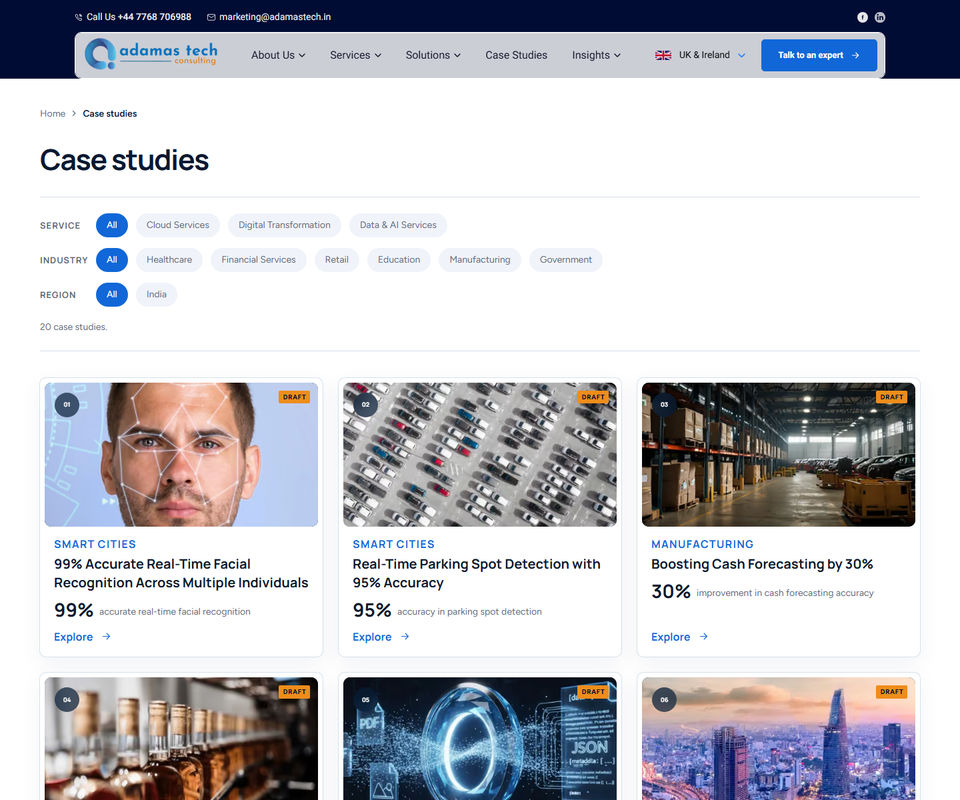 Call Us +44 7768 706988
marketing@adamastech.in
adamas tech
consulting
About Us
Services
Solutions
Case Studies
Insights
UK & Ireland
Talk to an expert
Home > Case studies
Case studies
SERVICE All Cloud Services Digital Transformation Data & AI Services
INDUSTRY All Healthcare Financial Services Retail Education Manufacturing Government
REGION All India
20 case studies.
01
DRAFT
SMART CITIES
99% Accurate Real-Time Facial
Recognition Across Multiple Individuals
99% accurate real-time facial recognition
Explore
02
DRAFT
SMART CITIES
Real-Time Parking Spot Detection with
95% Accuracy
95% accuracy in parking spot detection
Explore
03
DRAFT
MANUFACTURING
Boosting Cash Forecasting by 30%
30% improvement in cash forecasting accuracy
Explore
04
DRAFT
05
DRAFT
PDF
JSON
06
DRAFT